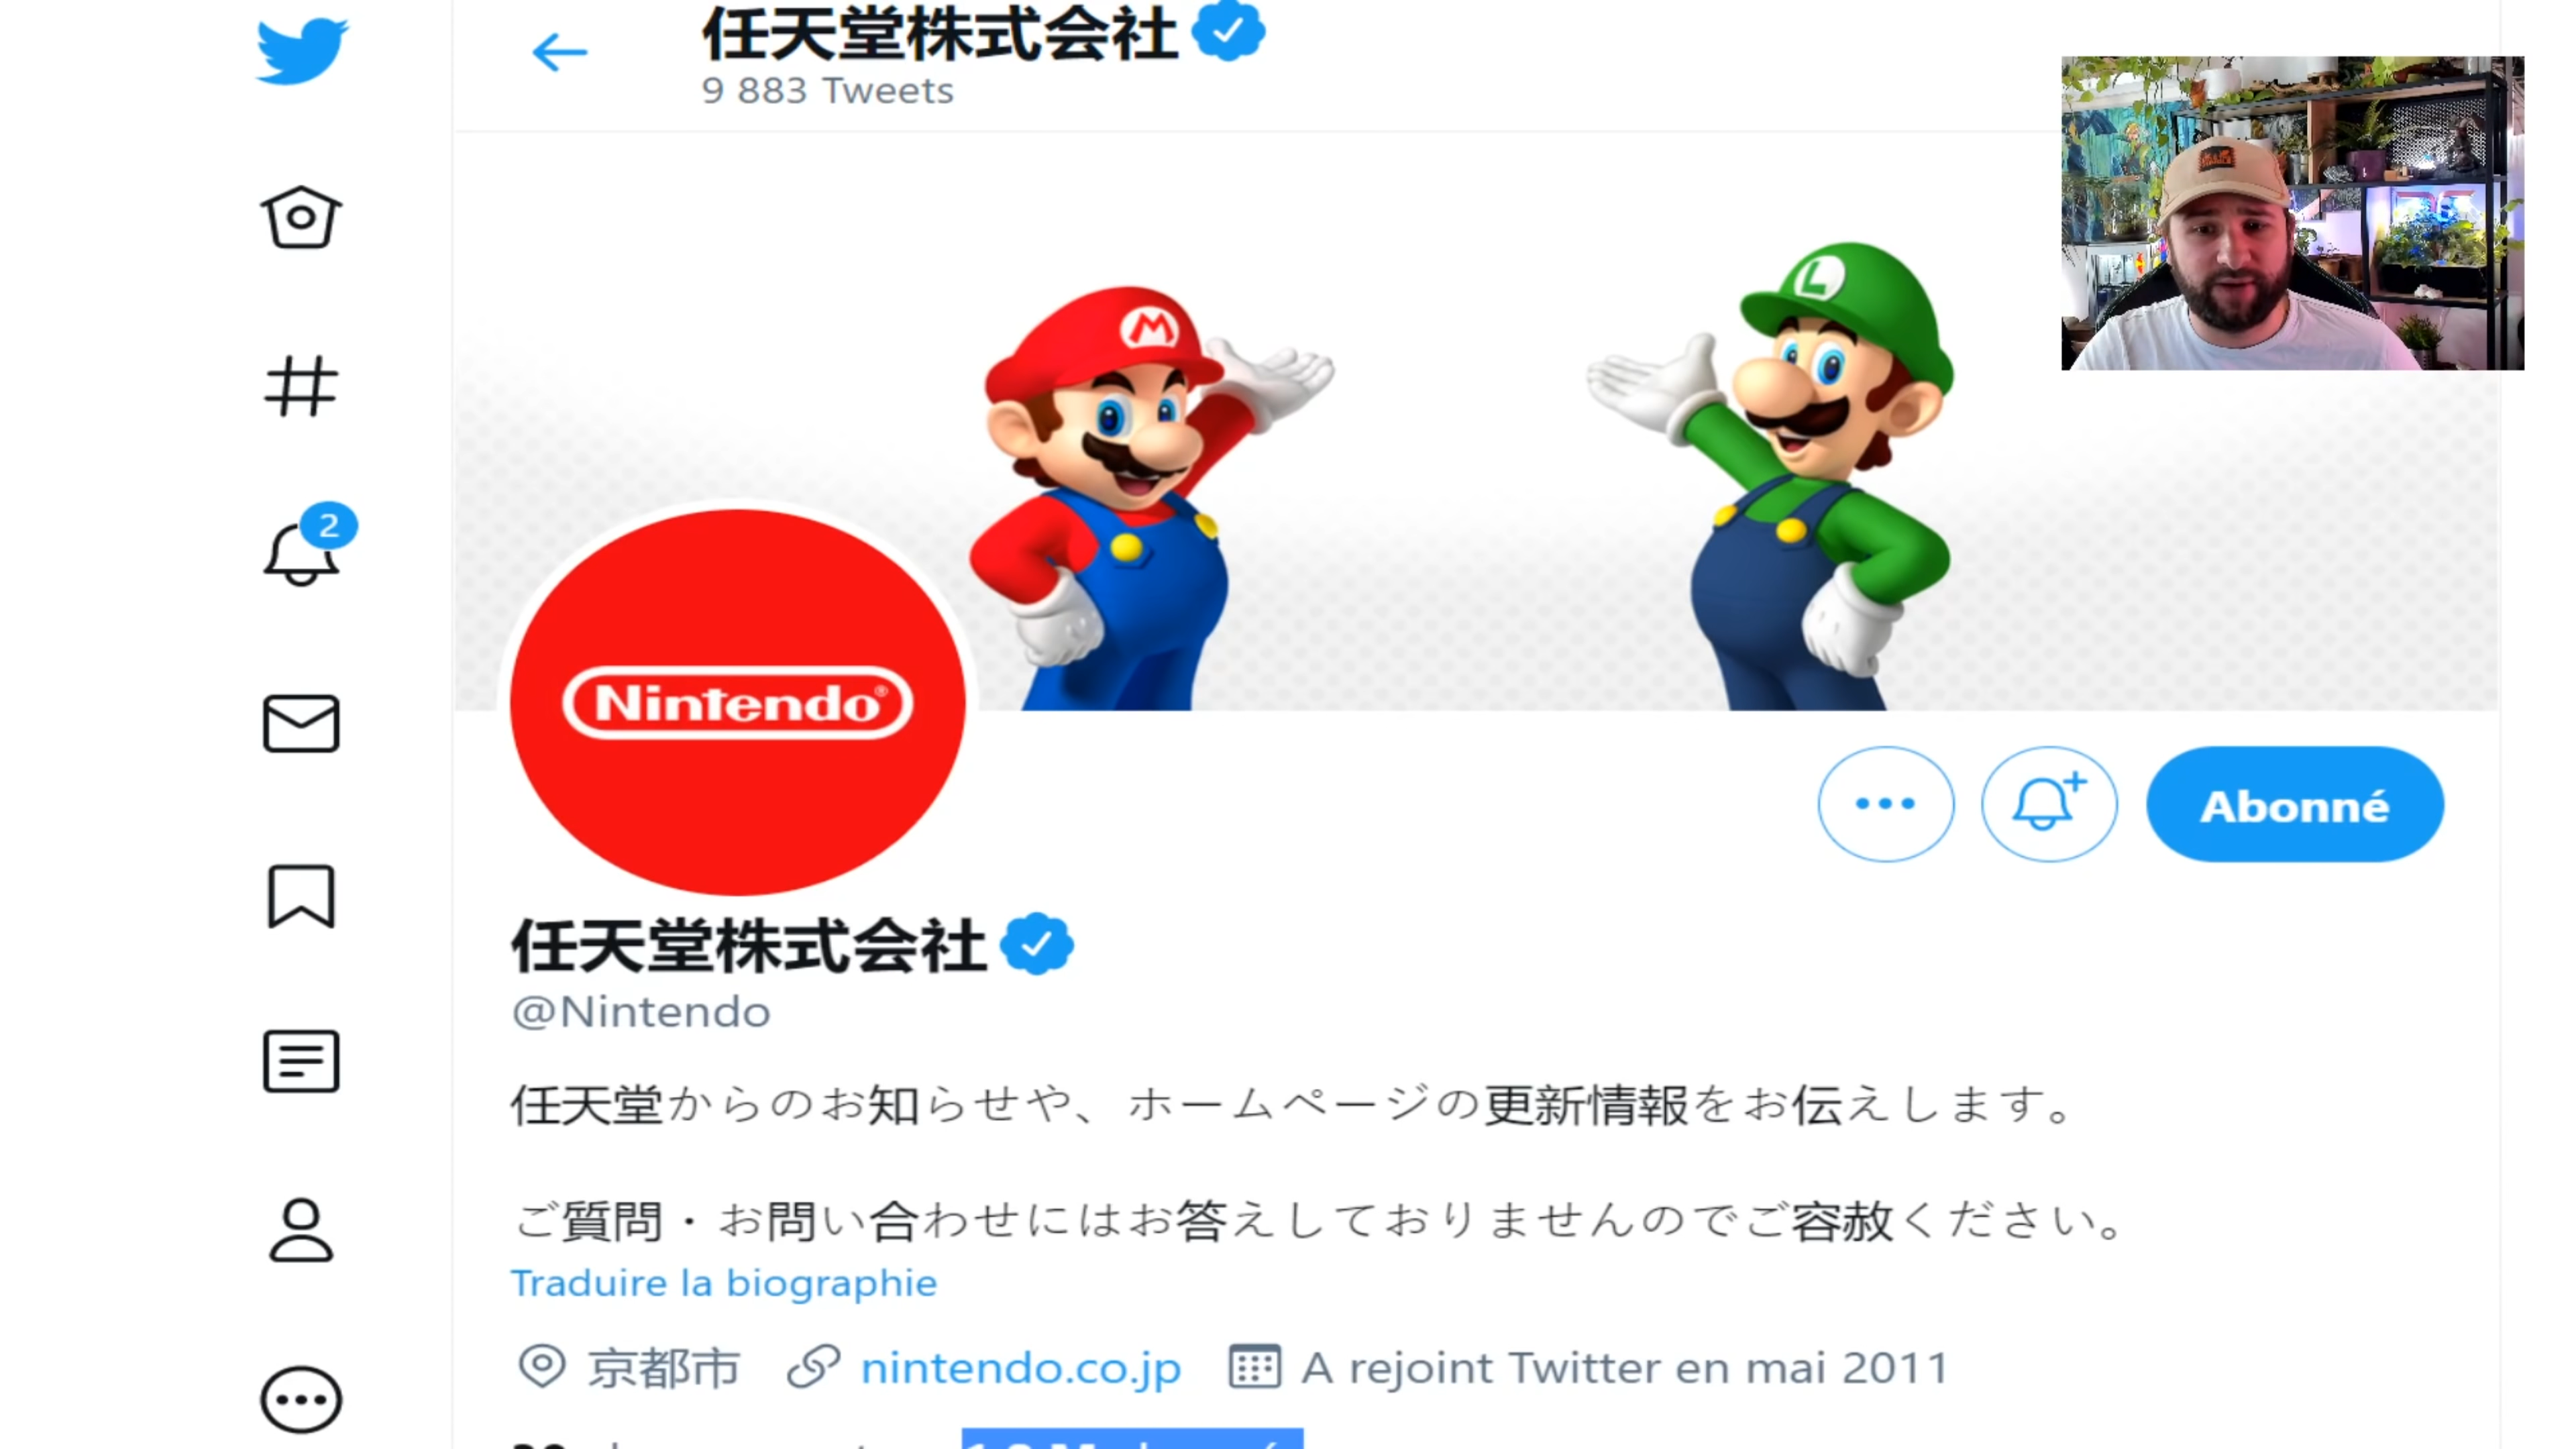 任天堂株式会社
9 883 Tweets
M
L
2
Nintendo®
Abonné
任天堂株式会社
@Nintendo
任天堂からのお知らせや、ホームページの更新情報をお伝えします。
ご質問・お問い合わせにはお答えしておりませんのでご容赦ください。
Traduire la biographie
京都市 nintendo.co.jp A rejoint Twitter en mai 2011